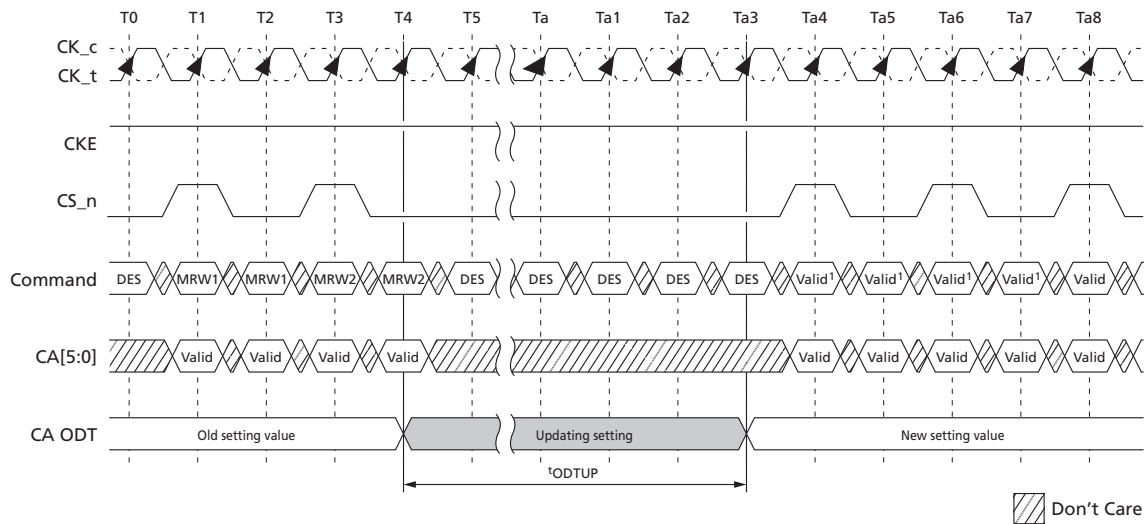 T0 T1 T2 T3 T4 T5 Ta Ta1 Ta2 Ta3 Ta4 Ta5 Ta6 Ta7 Ta8
CK_c
CK_t
CKE
CS_n
Command DES MRW1 MRW1 MRW2 MRW2 DES DES DES DES DES Valid¹ Valid¹ Valid¹ Valid¹ Valid
CA[5:0] Valid Valid Valid Valid Valid Valid Valid Valid Valid
CA ODT Old setting value Updating setting New setting value
ᵗODTUP
Don't Care